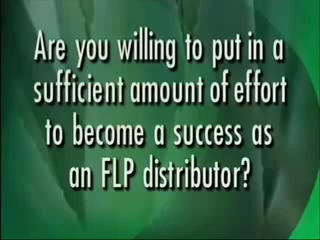 Are you willing to put in a
sufficient amount of effort
to become a success as
an FLP distributor?